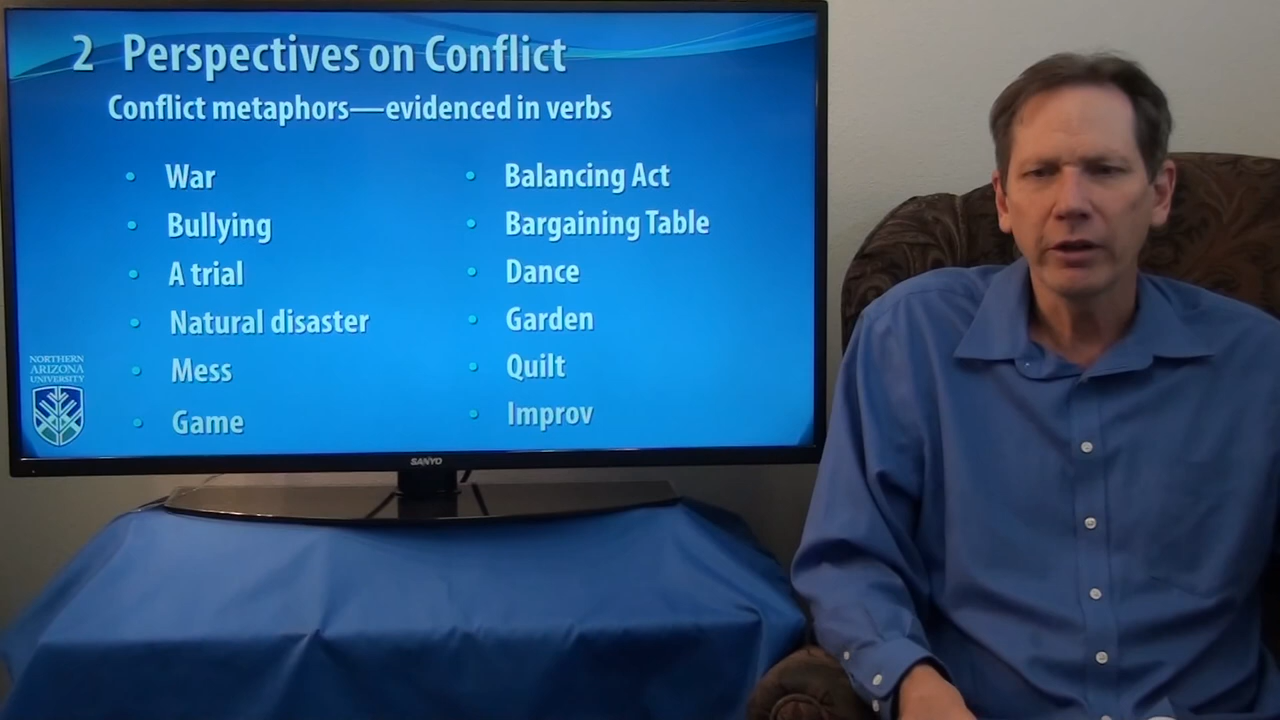 2 Perspectives on Conflict
Conflict metaphors—evidenced in verbs
• War
• Bullying
• A trial
• Natural disaster
• Mess
• Game
• Balancing Act
• Bargaining Table
• Dance
• Garden
• Quilt
• Improv
NORTHERN
ARIZONA
UNIVERSITY
SANYO